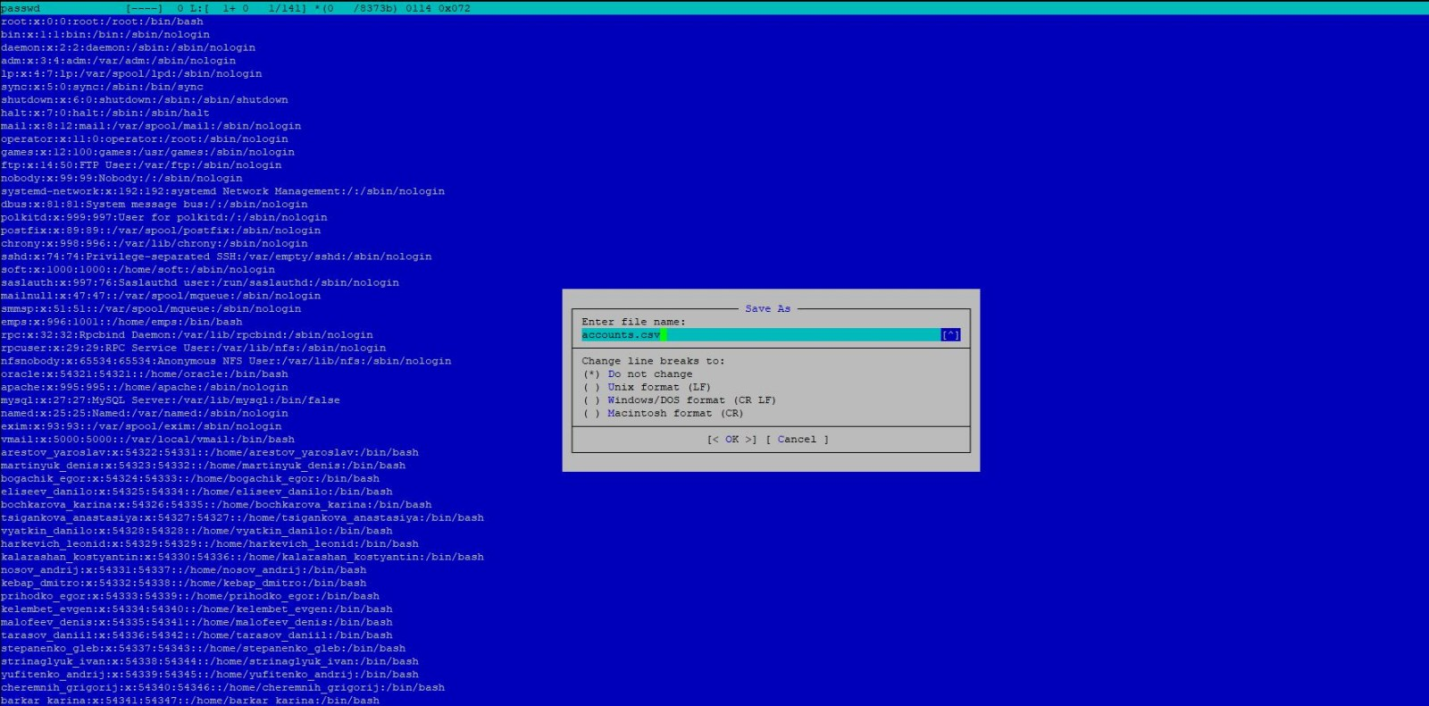 passwd [----] 0 L:[ 1+ 0 1/141] *(0 /8373b) 0114 0x072
root:x:0:0:root:/root:/bin/bash
bin:x:1:1:bin:/bin:/sbin/nologin
daemon:x:2:2:daemon:/sbin:/sbin/nologin
adm:x:3:4:adm:/var/adm:/sbin/nologin
lp:x:4:7:lp:/var/spool/lpd:/sbin/nologin
sync:x:5:0:sync:/sbin:/bin/sync
shutdown:x:6:0:shutdown:/sbin:/sbin/shutdown
halt:x:7:0:halt:/sbin:/sbin/halt
mail:x:8:12:mail:/var/spool/mail:/sbin/nologin
operator:x:11:0:operator:/root:/sbin/nologin
games:x:12:100:games:/usr/games:/sbin/nologin
ftp:x:14:50:FTP User:/var/ftp:/sbin/nologin
nobody:x:99:99:Nobody:/:/sbin/nologin
systemd-network:x:192:192:systemd Network Management:/:/sbin/nologin
dbus:x:81:81:System message bus:/:/sbin/nologin
polkitd:x:999:997:User for polkitd:/:/sbin/nologin
postfix:x:89:89::/var/spool/postfix:/sbin/nologin
chrony:x:998:996::/var/lib/chrony:/sbin/nologin
sshd:x:74:74:Privilege-separated SSH:/var/empty/sshd:/sbin/nologin
soft:x:1000:1000::/home/soft:/sbin/nologin
saslauth:x:997:76:Saslauthd user:/run/saslauthd:/sbin/nologin
mailnull:x:47:47::/var/spool/mqueue:/sbin/nologin
smmsp:x:51:51::/var/spool/mqueue:/sbin/nologin
emps:x:996:1001::/home/emps:/bin/bash
rpc:x:32:32:Rpcbind Daemon:/var/lib/rpcbind:/sbin/nologin
rpcuser:x:29:29:RPC Service User:/var/lib/nfs:/sbin/nologin
nfsnobody:x:65534:65534:Anonymous NFS User:/var/lib/nfs:/sbin/nologin
oracle:x:54321:54321::/home/oracle:/bin/bash
apache:x:995:995::/home/apache:/sbin/nologin
mysql:x:27:27:MySQL Server:/var/lib/mysql:/bin/false
named:x:25:25:Named:/var/named:/sbin/nologin
exim:x:93:93::/var/spool/exim:/sbin/nologin
vmail:x:5000:5000::/var/local/vmail:/bin/bash
arestov_yaroslav:x:54322:54331::/home/arestov_yaroslav:/bin/bash
martinyuk_denis:x:54323:54332::/home/martinyuk_denis:/bin/bash
bogachik_egor:x:54324:54333::/home/bogachik_egor:/bin/bash
eliseev_danilo:x:54325:54334::/home/eliseev_danilo:/bin/bash
bochkarova_karina:x:54326:54335::/home/bochkarova_karina:/bin/bash
tsigankova_anastasiya:x:54327:54327::/home/tsigankova_anastasiya:/bin/bash
vyatkin_danilo:x:54328:54328::/home/vyatkin_danilo:/bin/bash
harkevich_leonid:x:54329:54329::/home/harkevich_leonid:/bin/bash
kalarashan_kostyantin:x:54330:54336::/home/kalarashan_kostyantin:/bin/bash
nosov_andrij:x:54331:54337::/home/nosov_andrij:/bin/bash
kebap_dmitro:x:54332:54338::/home/kebap_dmitro:/bin/bash
prihodko_egor:x:54333:54339::/home/prihodko_egor:/bin/bash
kelembet_evgen:x:54334:54340::/home/kelembet_evgen:/bin/bash
malofeev_denis:x:54335:54341::/home/malofeev_denis:/bin/bash
tarasov_daniil:x:54336:54342::/home/tarasov_daniil:/bin/bash
stepanenko_gleb:x:54337:54343::/home/stepanenko_gleb:/bin/bash
strinaglyuk_ivan:x:54338:54344::/home/strinaglyuk_ivan:/bin/bash
yufitenko_andrij:x:54339:54345::/home/yufitenko_andrij:/bin/bash
cheremnih_grigorij:x:54340:54346::/home/cheremnih_grigorij:/bin/bash
barkar_karina:x:54341:54347::/home/barkar_karina:/bin/bash
Save As
Enter file name:
accounts.csv [^]
Change line breaks to:
(*) Do not change
( ) Unix format (LF)
( ) Windows/DOS format (CR LF)
( ) Macintosh format (CR)
[< OK >] [ Cancel ]